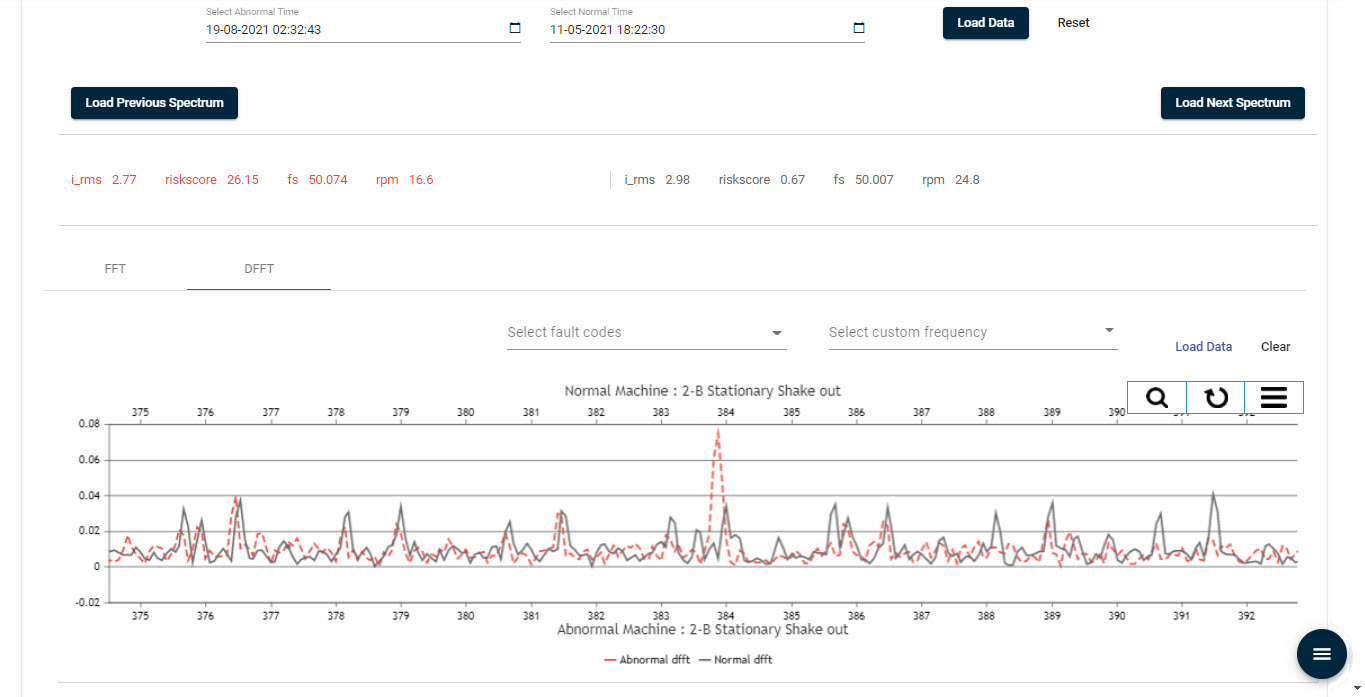 Select Abnormal Time Select Normal Time
19-08-2021 02:32:43 11-05-2021 18:22:30 Load Data Reset
Load Previous Spectrum Load Next Spectrum
i_rms 2.77 riskscore 26.15 fs 50.074 rpm 16.6 i_rms 2.98 riskscore 0.67 fs 50.007 rpm 24.8
FFT DFFT
Select fault codes Select custom frequency
Load Data Clear
Normal Machine : 2-B Stationary Shake out
375 376 377 378 379 380 381 382 383 384 385 386 387 388 389 390 391 392
0.08
0.06
0.04
0.02
0
-0.02
375 376 377 378 379 380 381 382 383 384 385 386 387 388 389 390 391 392
Abnormal Machine : 2-B Stationary Shake out
Abnormal dfft Normal dfft